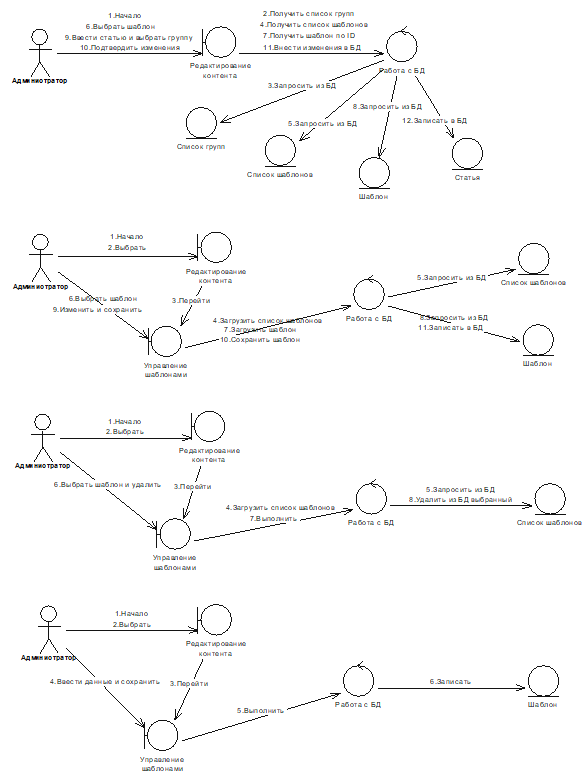 1.Начало
6.Выбрать шаблон
9.Ввести статью и выбрать группу
10.Подтвердить изменения
2.Получить список групп
4.Получить список шаблонов
7.Получить шаблон по ID
11.Внести изменения в БД
Администратор
Редактирование
контента
Работа с БД
3.Запросить из БД
8.Запросить из БД
5.Запросить из БД
12.Записать в БД
Список групп
Список шаблонов
Шаблон
Статья
1.Начало
2.Выбрать
Администратор
Редактирование
контента
5.Запросить из БД
Список шаблонов
6.Выбрать шаблон
9.Изменить и сохранить
3.Перейти
4.Загрузить список шаблонов
7.Загрузить шаблон
10.Сохранить шаблон
Работа с БД
8.Запросить из БД
11.Записать в БД
Управление
шаблонами
Шаблон
1.Начало
2.Выбрать
Администратор
Редактирование
контента
6.Выбрать шаблон и удалить
3.Перейти
4.Загрузить список шаблонов
7.Выполнить
5.Запросить из БД
8.Удалить из БД выбранный
Работа с БД
Список шаблонов
Управление
шаблонами
1.Начало
2.Выбрать
Администратор
Редактирование
контента
4.Ввести данные и сохранить
3.Перейти
5.Выполнить
6.Записать
Работа с БД
Шаблон
Управление
шаблонами